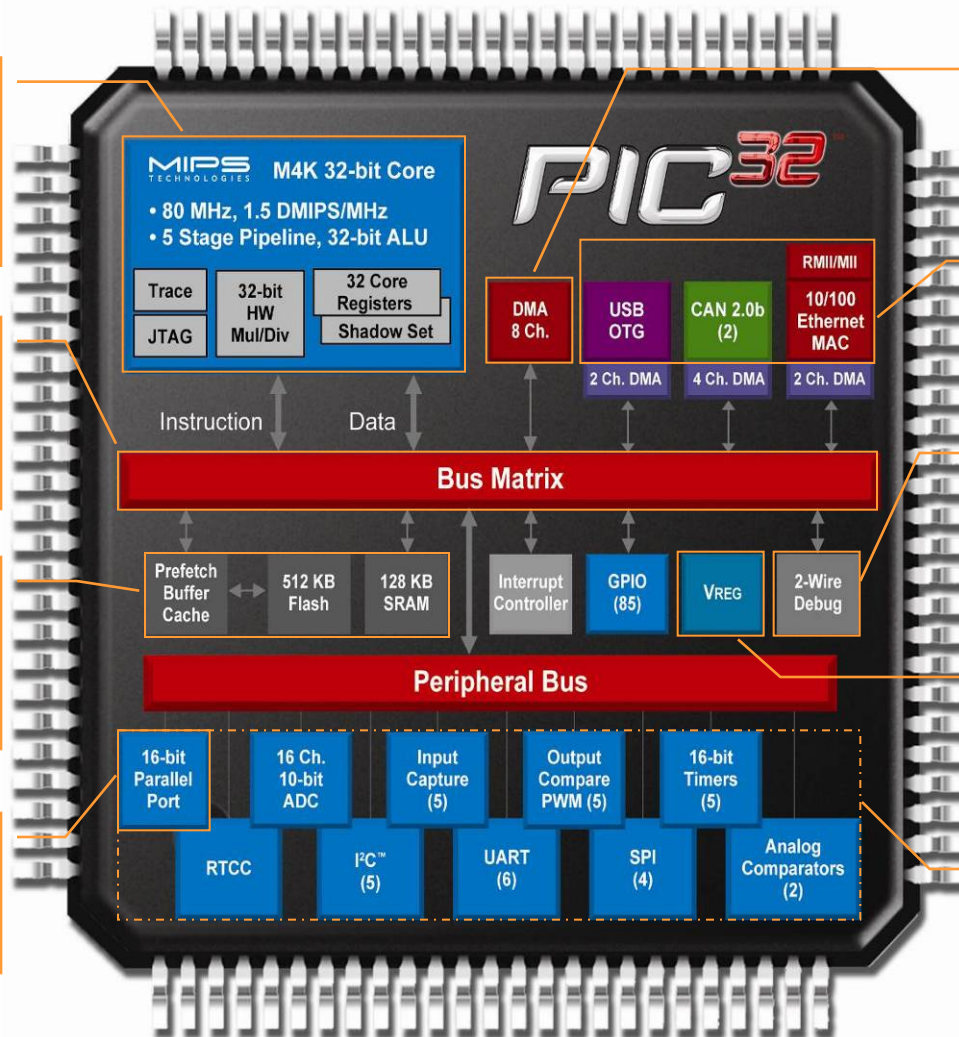 MIPS
TECHNOLOGIES
M4K 32-bit Core
• 80 MHz, 1.5 DMIPS/MHz
• 5 Stage Pipeline, 32-bit ALU
Trace
JTAG
32-bit
HW
Mul/Div
32 Core
Registers
Shadow Set
PIC32™
DMA
8 Ch.
USB
OTG
2 Ch. DMA
CAN 2.0b
(2)
4 Ch. DMA
RMII/MII
10/100
Ethernet
MAC
2 Ch. DMA
Instruction
Data
Bus Matrix
Prefetch
Buffer
Cache
512 KB
Flash
128 KB
SRAM
Interrupt
Controller
GPIO
(85)
VREG
2-Wire
Debug
Peripheral Bus
16-bit
Parallel
Port
16 Ch.
10-bit
ADC
Input
Capture
(5)
Output
Compare
PWM (5)
16-bit
Timers
(5)
RTCC
I²C™
(5)
UART
(6)
SPI
(4)
Analog
Comparators
(2)